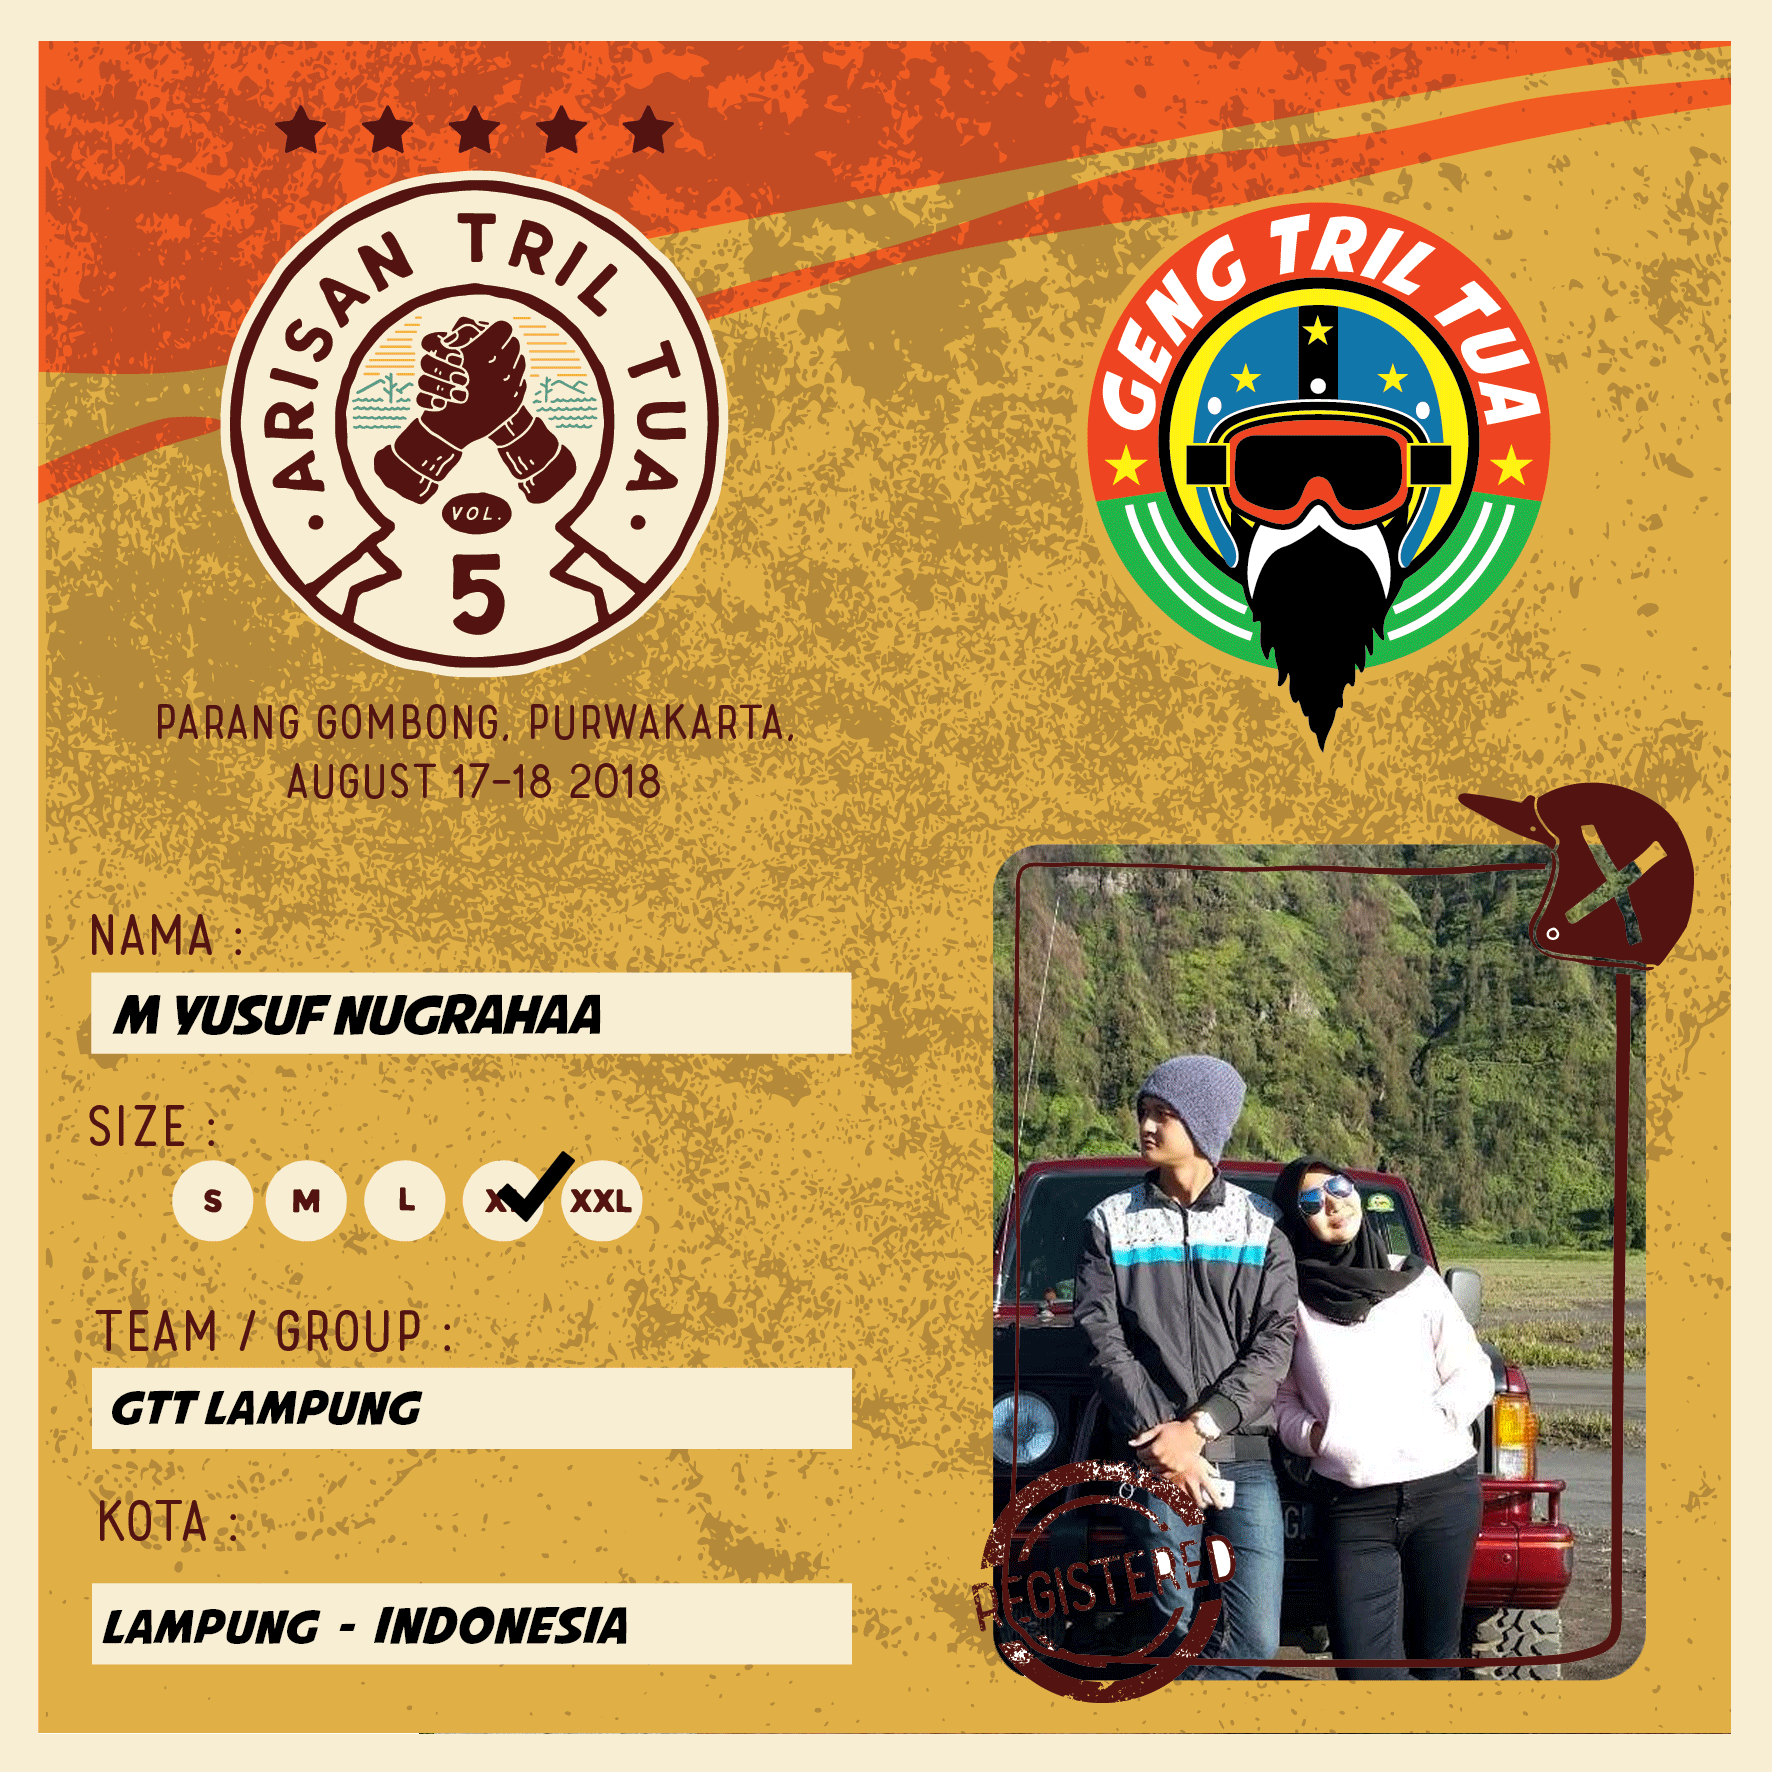 ARISAN TRIL TUA
VOL.
5
PARANG GOMBONG, PURWAKARTA,
AUGUST 17-18 2018
GENG TRIL TUA
NAMA :
M YUSUF NUGRAHAA
SIZE :
S M L XL XXL
TEAM / GROUP :
GTT LAMPUNG
KOTA :
LAMPUNG - INDONESIA
REGISTERED